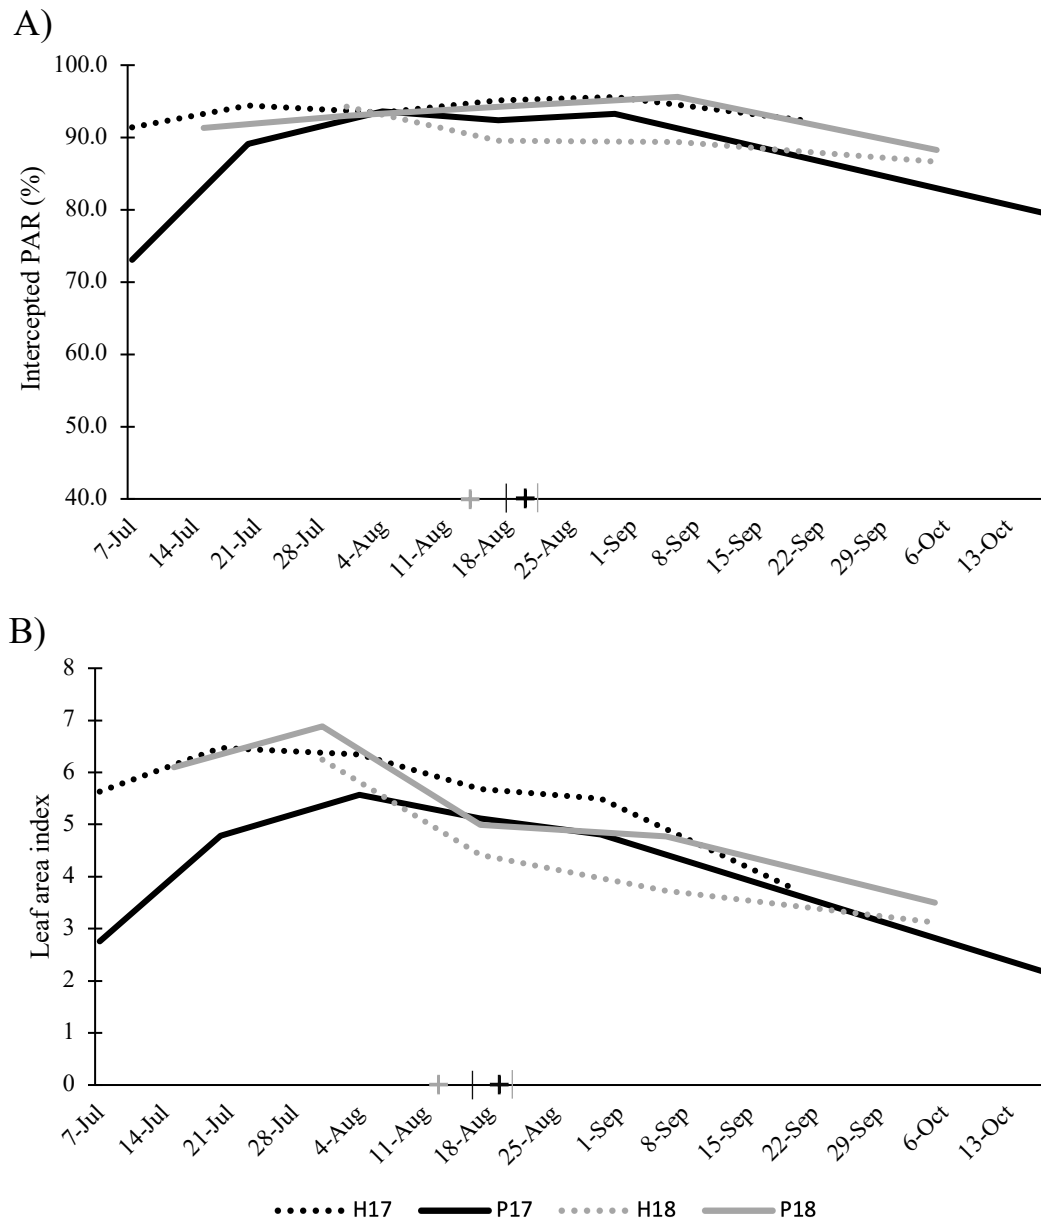 A)
Intercepted PAR (%)
100.0
90.0
80.0
70.0
60.0
50.0
40.0
7-Jul
14-Jul
21-Jul
28-Jul
4-Aug
11-Aug
18-Aug
25-Aug
1-Sep
8-Sep
15-Sep
22-Sep
29-Sep
6-Oct
13-Oct
B)
Leaf area index
8
7
6
5
4
3
2
1
0
7-Jul
14-Jul
21-Jul
28-Jul
4-Aug
11-Aug
18-Aug
25-Aug
1-Sep
8-Sep
15-Sep
22-Sep
29-Sep
6-Oct
13-Oct
H17 P17 H18 P18